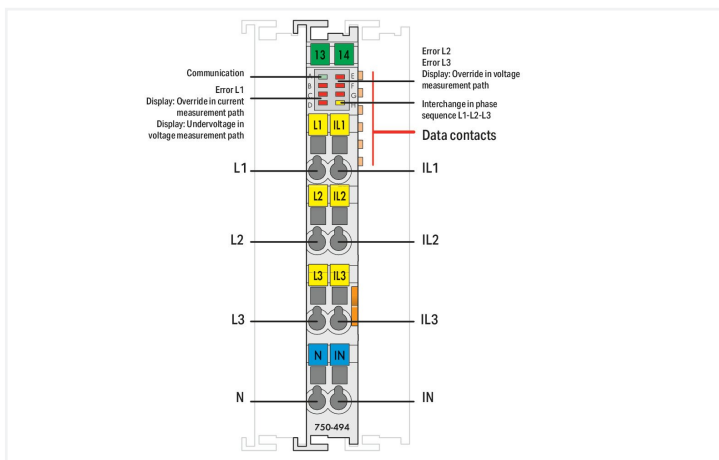 13 14
Communication
Error L1
Display: Override in current
measurement path
Display: Undervoltage in
voltage measurement path
A E
B F
C G
D H
Error L2
Error L3
Display: Override in voltage
measurement path
Interchange in phase
sequence L1-L2-L3
Data contacts
L1 IL1
L1 IL1
L2 IL2
L2 IL2
L3 IL3
L3 IL3
N IN
N IN
750-494